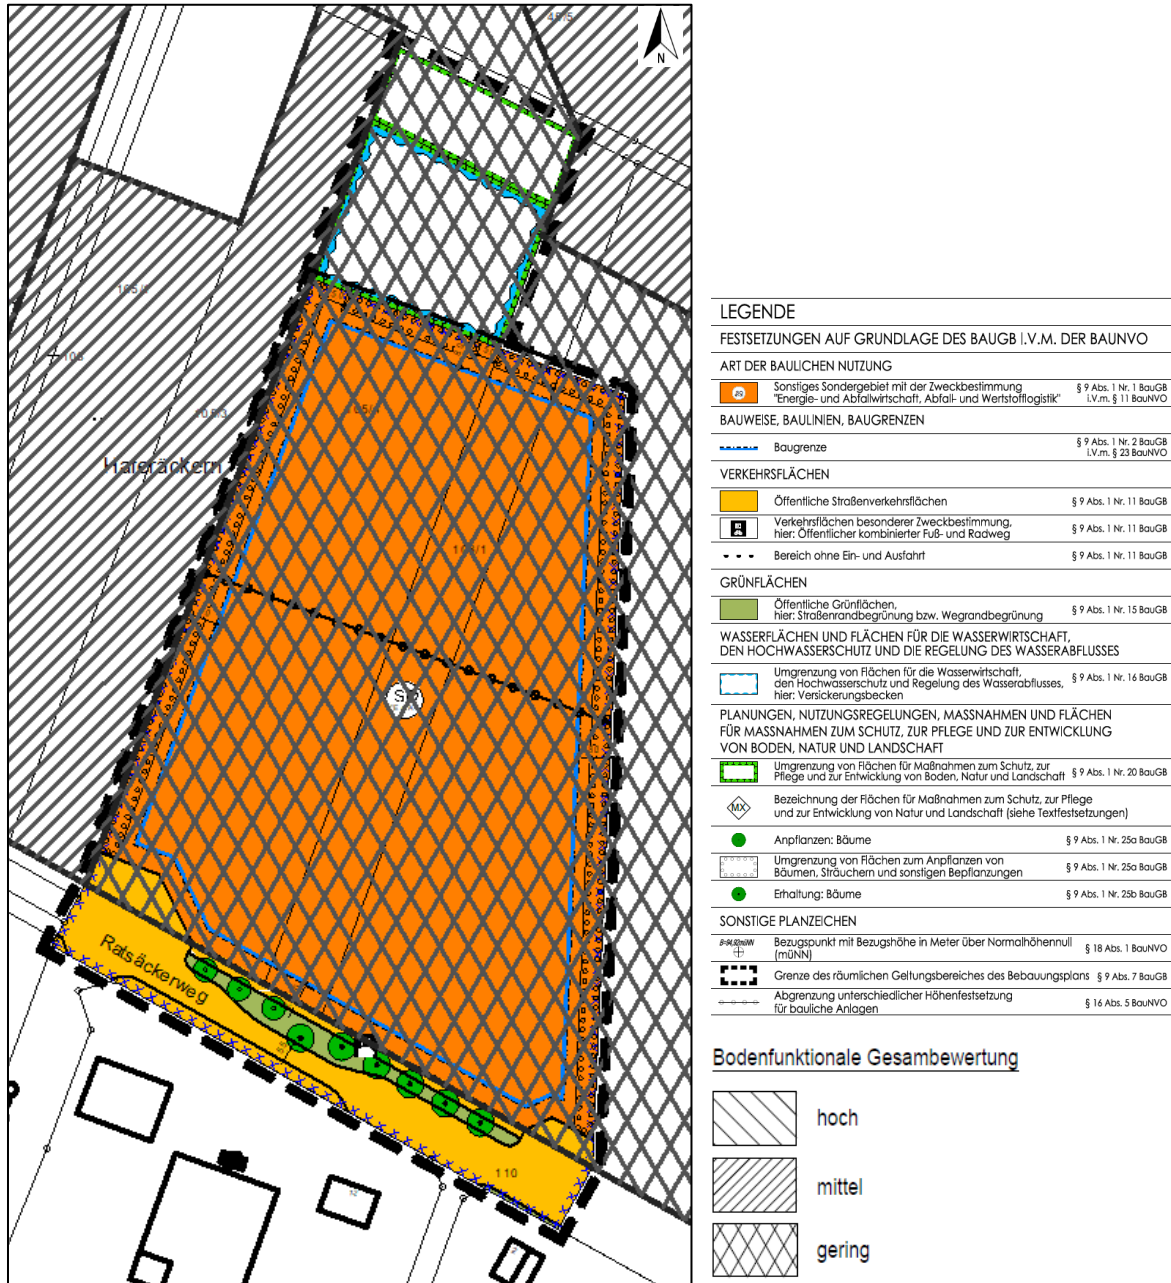 45/5
N
105/3
Haferäckern
SO
Ratsäckerweg
110
LEGENDE
FESTSETZUNGEN AUF GRUNDLAGE DES BAUGB I.V.M. DER BAUNVO
ART DER BAULICHEN NUTZUNG
Sonstiges Sondergebiet mit der Zweckbestimmung § 9 Abs. 1 Nr. 1 BauGB
"Energie- und Abfallwirtschaft, Abfall- und Wertstofflogistik" i.V.m. § 11 BauNVO
BAUWEISE, BAULINIEN, BAUGRENZEN
§ 9 Abs. 1 Nr. 2 BauGB
Baugrenze i.V.m. § 23 BauNVO
VERKEHRSFLÄCHEN
Öffentliche Straßenverkehrsflächen § 9 Abs. 1 Nr. 11 BauGB
Verkehrsflächen besonderer Zweckbestimmung,
hier: Öffentlicher kombinierter Fuß- und Radweg § 9 Abs. 1 Nr. 11 BauGB
Bereich ohne Ein- und Ausfahrt § 9 Abs. 1 Nr. 11 BauGB
GRÜNFLÄCHEN
Öffentliche Grünflächen,
hier: Straßenrandbegrünung bzw. Wegrandbegrünung § 9 Abs. 1 Nr. 15 BauGB
WASSERFLÄCHEN UND FLÄCHEN FÜR DIE WASSERWIRTSCHAFT,
DEN HOCHWASSERSCHUTZ UND DIE REGELUNG DES WASSERABFLUSSES
Umgrenzung von Flächen für die Wasserwirtschaft,
den Hochwasserschutz und Regelung des Wasserabflusses, § 9 Abs. 1 Nr. 16 BauGB
hier: Versickerungsbecken
PLANUNGEN, NUTZUNGSREGELUNGEN, MASSNAHMEN UND FLÄCHEN
FÜR MASSNAHMEN ZUM SCHUTZ, ZUR PFLEGE UND ZUR ENTWICKLUNG
VON BODEN, NATUR UND LANDSCHAFT
Umgrenzung von Flächen für Maßnahmen zum Schutz, zur
Pflege und zur Entwicklung von Boden, Natur und Landschaft § 9 Abs. 1 Nr. 20 BauGB
MX Bezeichnung der Flächen für Maßnahmen zum Schutz, zur Pflege
und zur Entwicklung von Natur und Landschaft (siehe Textfestsetzungen)
Anpflanzen: Bäume § 9 Abs. 1 Nr. 25a BauGB
Umgrenzung von Flächen zum Anpflanzen von
Bäumen, Sträuchern und sonstigen Bepflanzungen § 9 Abs. 1 Nr. 25a BauGB
Erhaltung: Bäume § 9 Abs. 1 Nr. 25b BauGB
SONSTIGE PLANZEICHEN
Bezugspunkt mit Bezugshöhe in Meter über Normalhöhennull § 18 Abs. 1 BauNVO
(müNN)
Grenze des räumlichen Geltungsbereiches des Bebauungsplans § 9 Abs. 7 BauGB
Abgrenzung unterschiedlicher Höhenfestsetzung
für bauliche Anlagen § 16 Abs. 5 BauNVO
Bodenfunktionale Gesambewertung
hoch
mittel
gering